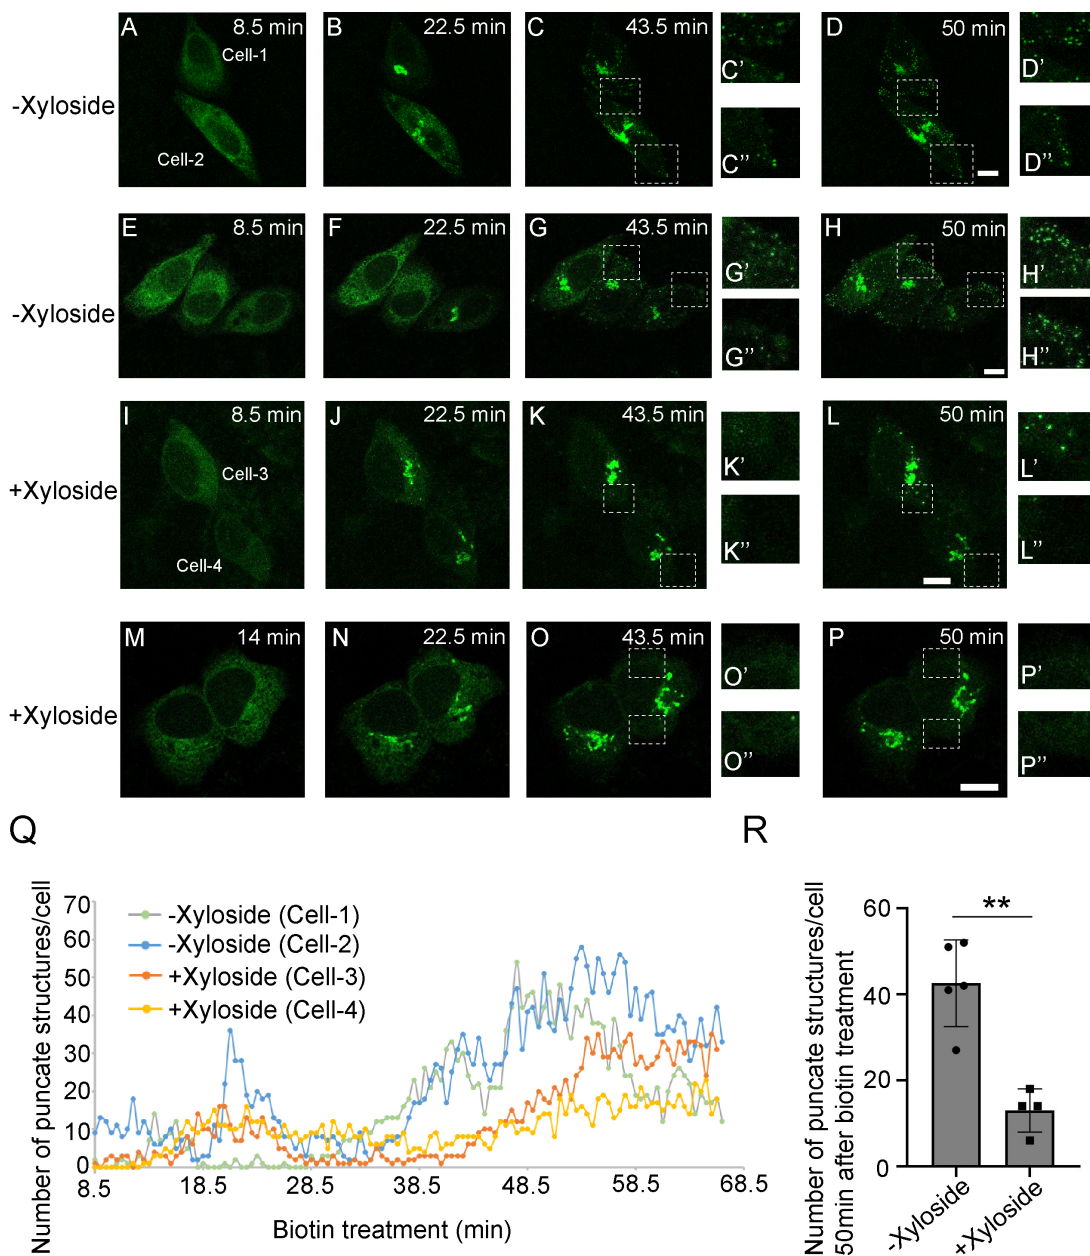 A 8.5 min B 22.5 min C 43.5 min C’ D 50 min D’
Cell-1
-Xyloside
Cell-2 C’’ D’’
E 8.5 min F 22.5 min G 43.5 min G’ H 50 min H’
-Xyloside
G’’ H’’
I 8.5 min J 22.5 min K 43.5 min K’ L 50 min L’
Cell-3
+Xyloside
Cell-4 K’’ L’’
M 14 min N 22.5 min O 43.5 min O’ P 50 min P’
+Xyloside
O’’ P’’
Q
Number of puncate structures/cell
70
60
50
40
30
20
10
0
-Xyloside (Cell-1)
-Xyloside (Cell-2)
+Xyloside (Cell-3)
+Xyloside (Cell-4)
8.5 18.5 28.5 38.5 48.5 58.5 68.5
Biotin treatment (min)
R
Number of puncate structures/cell
50min after biotin treatment
60
40
20
0
**
-Xyloside
+Xyloside